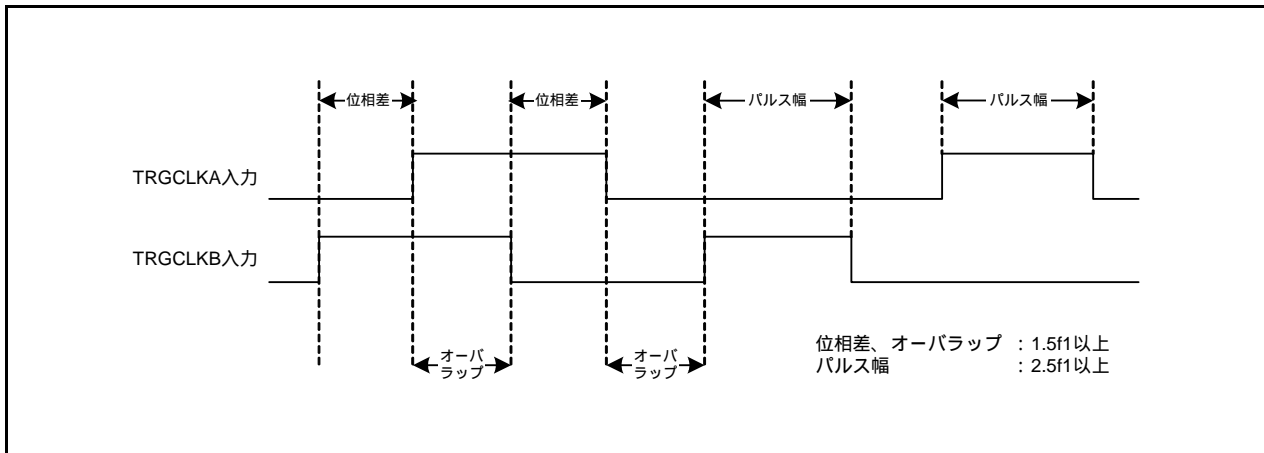 位相差
位相差
パルス幅
パルス幅
TRGCLKA入力
TRGCLKB入力
オーバ
ラップ
オーバ
ラップ
位相差、オーバラップ : 1.5f1以上
パルス幅 : 2.5f1以上